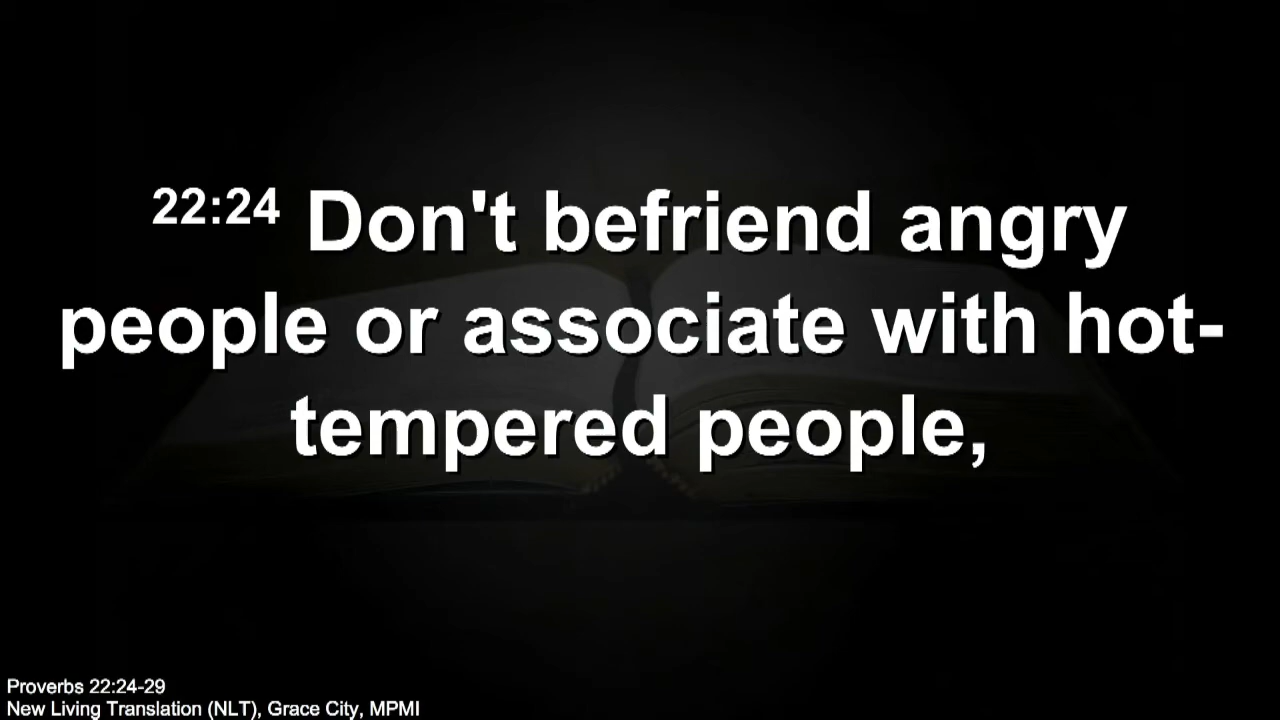 22:24 Don't befriend angry
people or associate with hot-
tempered people,
Proverbs 22:24-29
New Living Translation (NLT), Grace City, MPMI